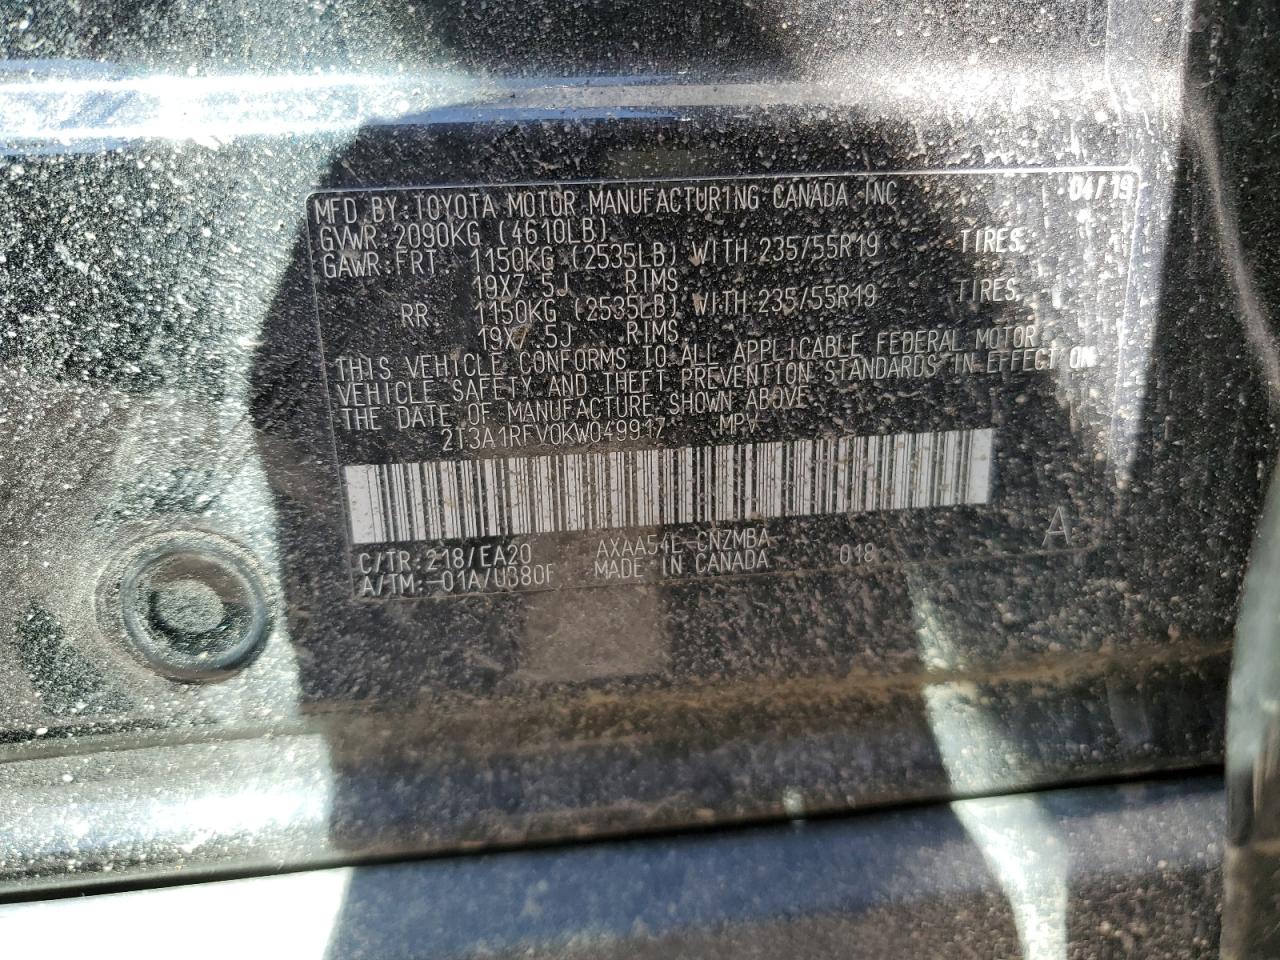 MFD BY:TOYOTA MOTOR MANUFACTURING CANADA INC 04/19
GVWR:2090KG (4610LB)
GAWR:FRT. 1150KG (2535LB) WITH 235/55R19 TIRES,
19X7.5J RIMS
RR. 1150KG (2535LB) WITH 235/55R19 TIRES,
19X7.5J RIMS
THIS VEHICLE CONFORMS TO ALL APPLICABLE FEDERAL MOTOR
VEHICLE SAFETY AND THEFT PREVENTION STANDARDS IN EFFECT ON
THE DATE OF MANUFACTURE SHOWN ABOVE.
2T3A1RFV0KW049917 MPV
C/TR:218/EA20 AXAA54L-CNZMBA 018 A
A/TM:-01A/U380F MADE IN CANADA